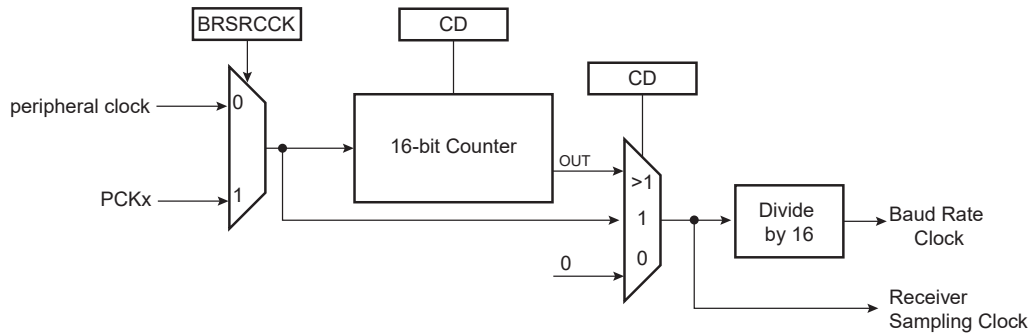 BRSRCCK
CD
CD
peripheral clock
0
16-bit Counter
OUT
>1
PCKx
1
1
Divide
by 16
Baud Rate
Clock
0
0
Receiver
Sampling Clock